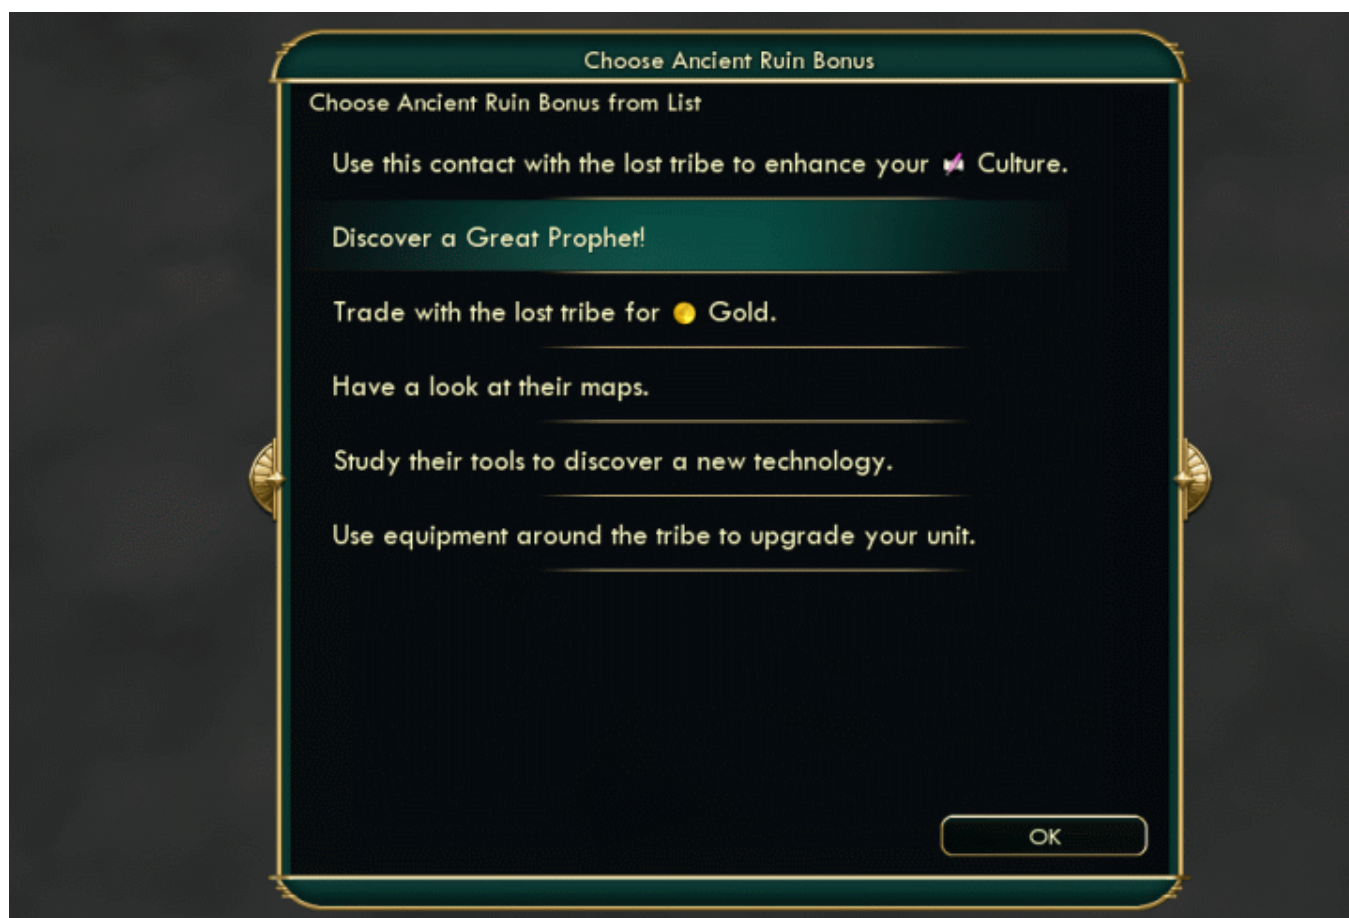 Choose Ancient Ruin Bonus
Choose Ancient Ruin Bonus from List
Use this contact with the lost tribe to enhance your Culture.
Discover a Great Prophet!
Trade with the lost tribe for Gold.
Have a look at their maps.
Study their tools to discover a new technology.
Use equipment around the tribe to upgrade your unit.
OK